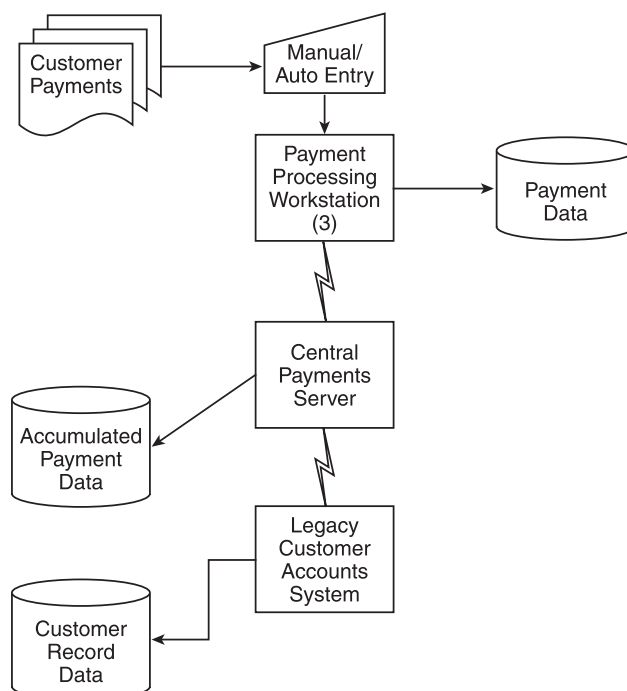 Customer
Payments
Manual/
Auto Entry
Payment
Processing
Workstation
(3)
Payment
Data
Central
Payments
Server
Accumulated
Payment
Data
Legacy
Customer
Accounts
System
Customer
Record
Data